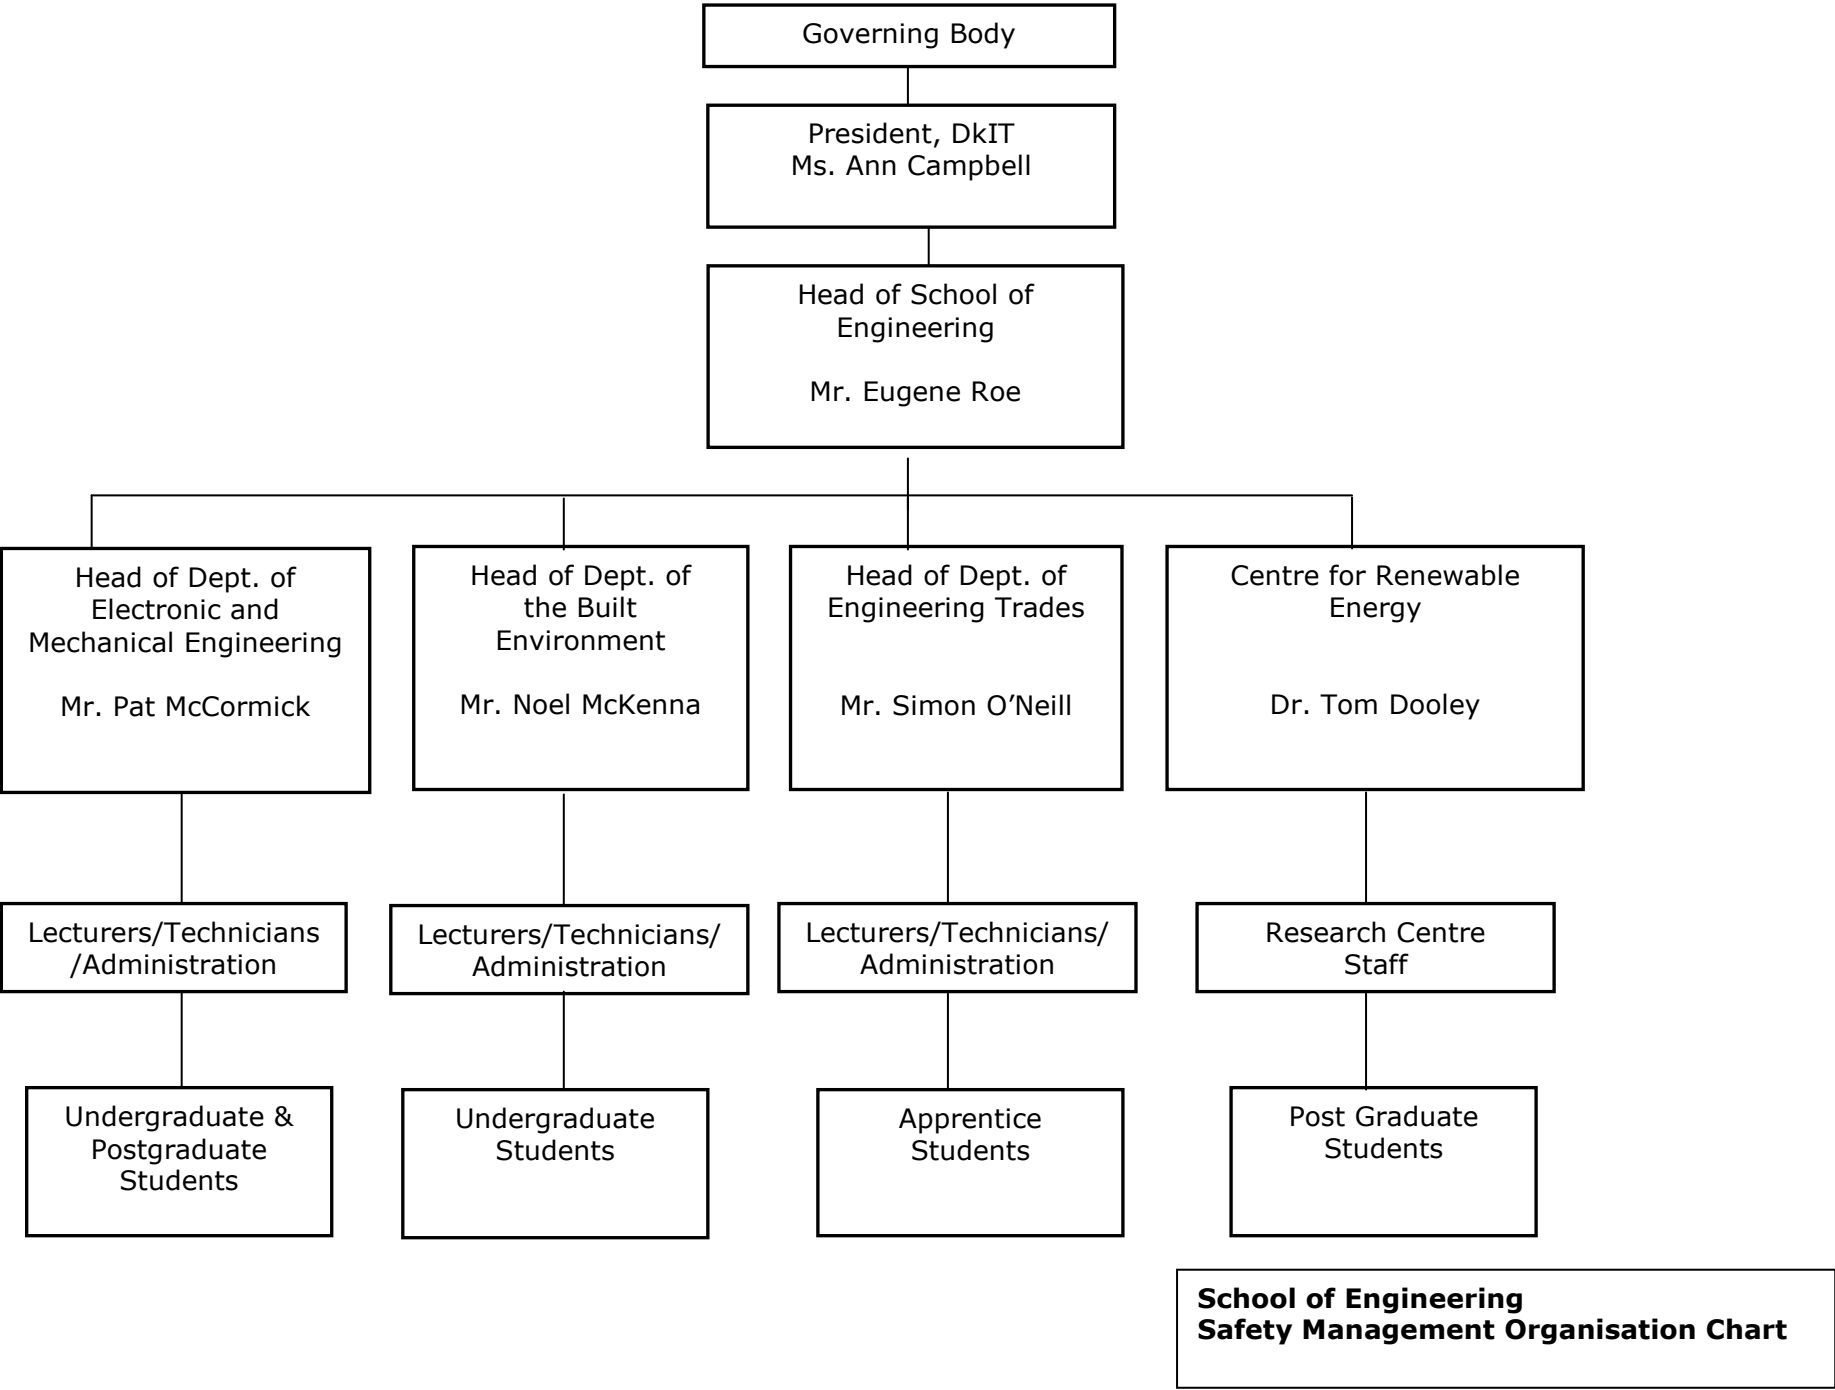 Governing Body
President, DkIT
Ms. Ann Campbell
Head of School of
Engineering
Mr. Eugene Roe
Head of Dept. of
Electronic and
Mechanical Engineering
Mr. Pat McCormick
Head of Dept. of
the Built
Environment
Mr. Noel McKenna
Head of Dept. of
Engineering Trades
Mr. Simon O’Neill
Centre for Renewable
Energy
Dr. Tom Dooley
Lecturers/Technicians
/Administration
Lecturers/Technicians/
Administration
Lecturers/Technicians/
Administration
Research Centre
Staff
Undergraduate &
Postgraduate
Students
Undergraduate
Students
Apprentice
Students
Post Graduate
Students
School of Engineering
Safety Management Organisation Chart